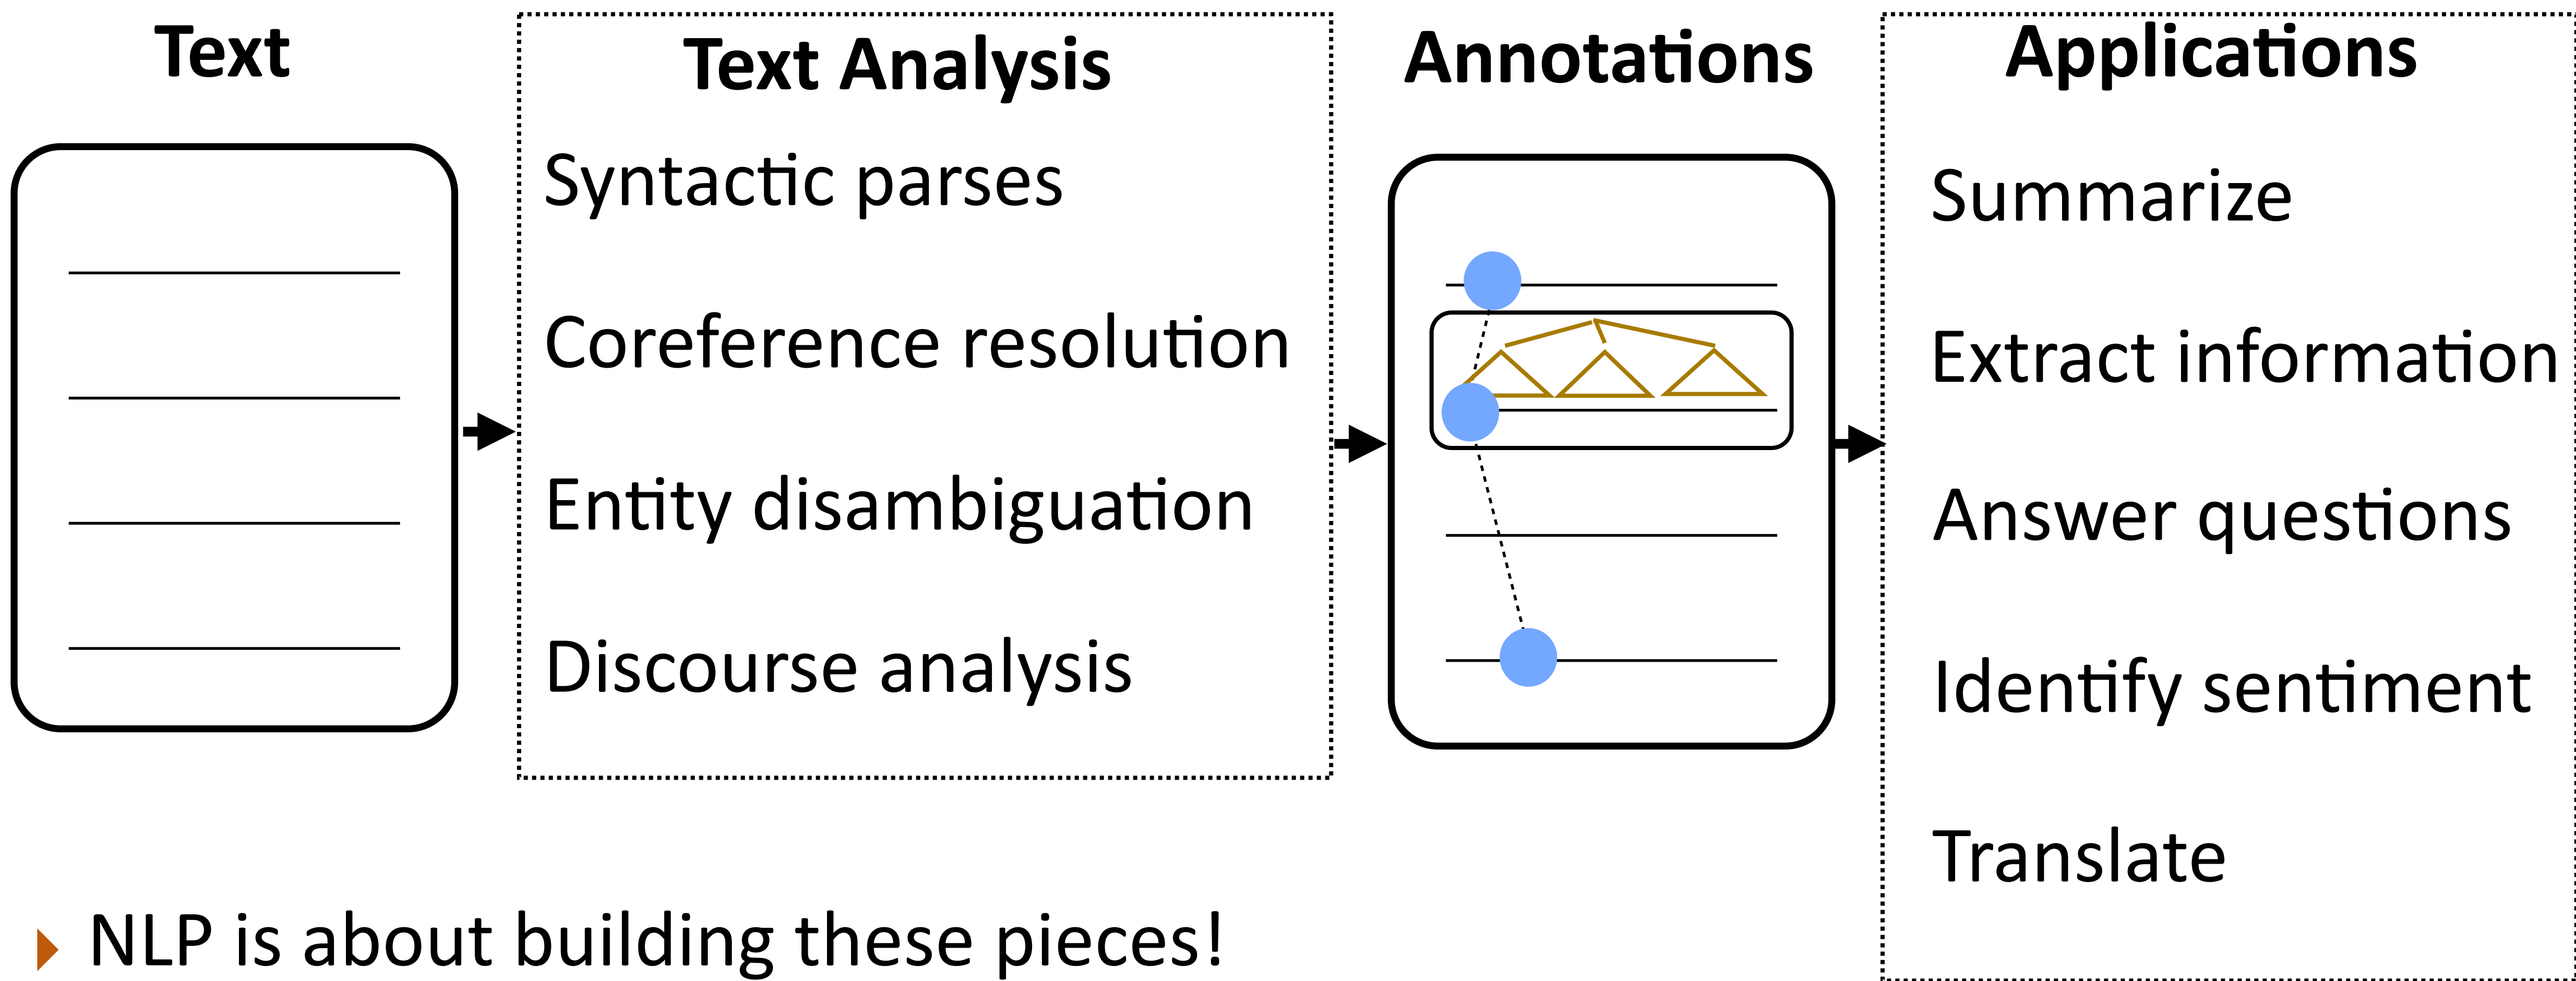 Text
Text Analysis
Syntactic parses
Coreference resolution
Entity disambiguation
Discourse analysis
Annotations
Applications
Summarize
Extract information
Answer questions
Identify sentiment
Translate
NLP is about building these pieces!